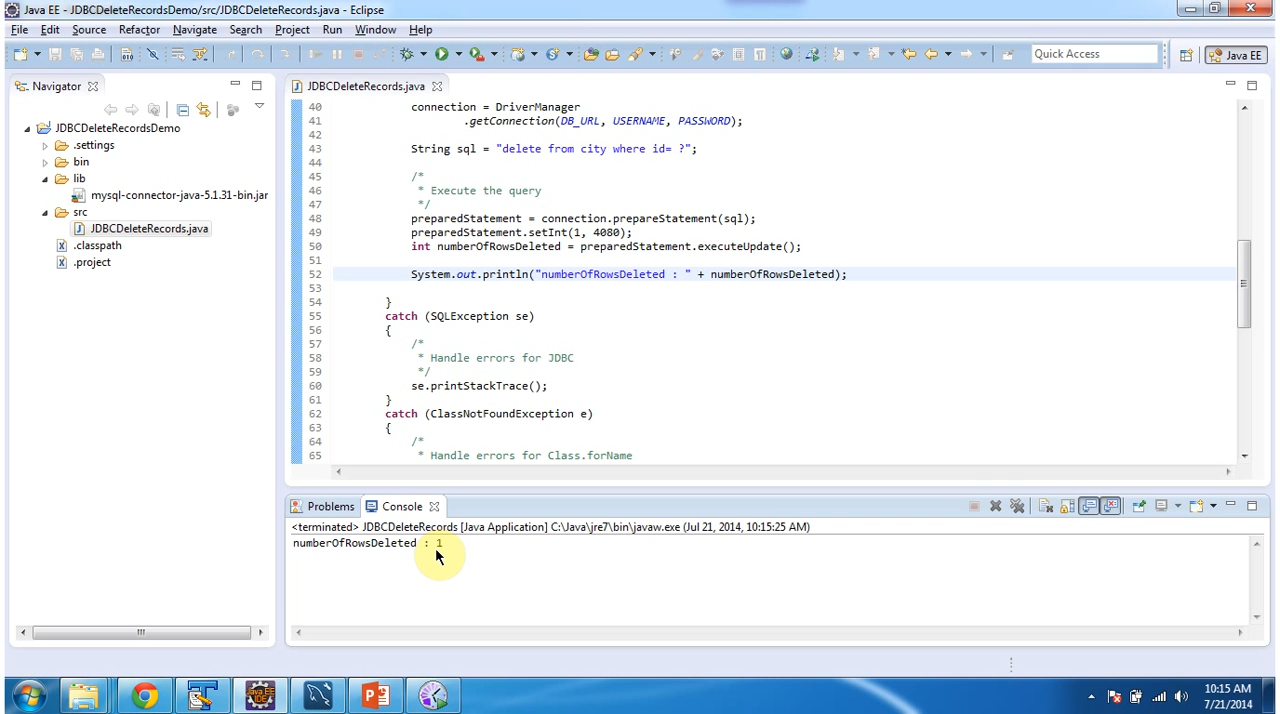 Java EE - JDBCDeleteRecordsDemo/src/JDBCDeleteRecords.java - Eclipse
File Edit Source Refactor Navigate Search Project Run Window Help
Quick Access
Java EE
Navigator
JDBCDeleteRecordsDemo
.settings
bin
lib
mysql-connector-java-5.1.31-bin.jar
src
JDBCDeleteRecords.java
.classpath
.project
JDBCDeleteRecords.java
40 connection = DriverManager
41 .getConnection(DB_URL, USERNAME, PASSWORD);
42
43 String sql = "delete from city where id= ?";
44
45 /*
46 * Execute the query
47 */
48 preparedStatement = connection.prepareStatement(sql);
49 preparedStatement.setInt(1, 4080);
50 int numberOfRowsDeleted = preparedStatement.executeUpdate();
51
52 System.out.println("numberOfRowsDeleted : " + numberOfRowsDeleted);
53
54 }
55 catch (SQLException se)
56 {
57 /*
58 * Handle errors for JDBC
59 */
60 se.printStackTrace();
61 }
62 catch (ClassNotFoundException e)
63 {
64 /*
65 * Handle errors for Class.forName
Problems Console
<terminated> JDBCDeleteRecords [Java Application] C:\Java\jre7\bin\javaw.exe (Jul 21, 2014, 10:15:25 AM)
numberOfRowsDeleted : 1
Java EE
IDE
10:15 AM
7/21/2014